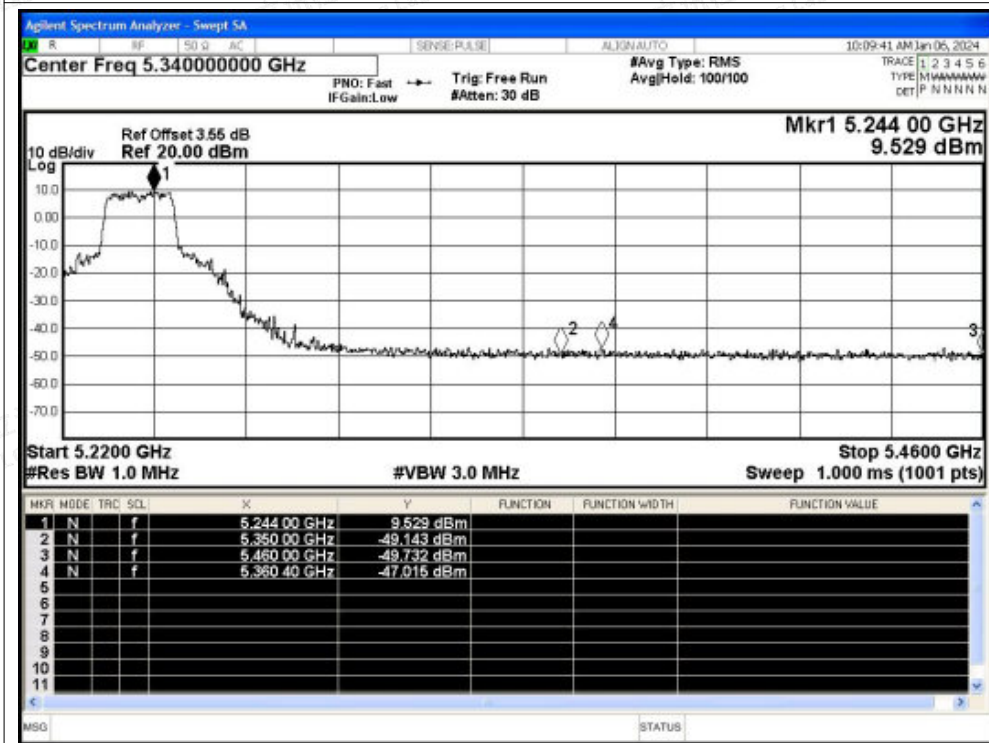 Agilent Spectrum Analyzer - Swept SA
R RF 50 Ω AC SENSE:PULSE ALIGNAUTO 10:09:41 AM Jan 06, 2024
Center Freq 5.340000000 GHz
PNO: Fast Trig: Free Run #Avg Type: RMS TRACE 1 2 3 4 5 6
IFGain:Low #Atten: 30 dB Avg|Hold: 100/100 TYPE M
DET P N N N N N
Mkr1 5.244 00 GHz
9.529 dBm
Ref Offset 3.55 dB
10 dB/div Ref 20.00 dBm
Log
1
10.0
0.00
-10.0
-20.0
-30.0
-40.0
2 4 3
-50.0
-60.0
-70.0
Start 5.2200 GHz Stop 5.4600 GHz
#Res BW 1.0 MHz #VBW 3.0 MHz Sweep 1.000 ms (1001 pts)
MKR MODE TRC SCL X Y FUNCTION FUNCTION WIDTH FUNCTION VALUE
1 N f 5.244 00 GHz 9.529 dBm
2 N f 5.350 00 GHz -49.143 dBm
3 N f 5.460 00 GHz -49.732 dBm
4 N f 5.360 40 GHz -47.015 dBm
5
6
7
8
9
10
11
MSG STATUS